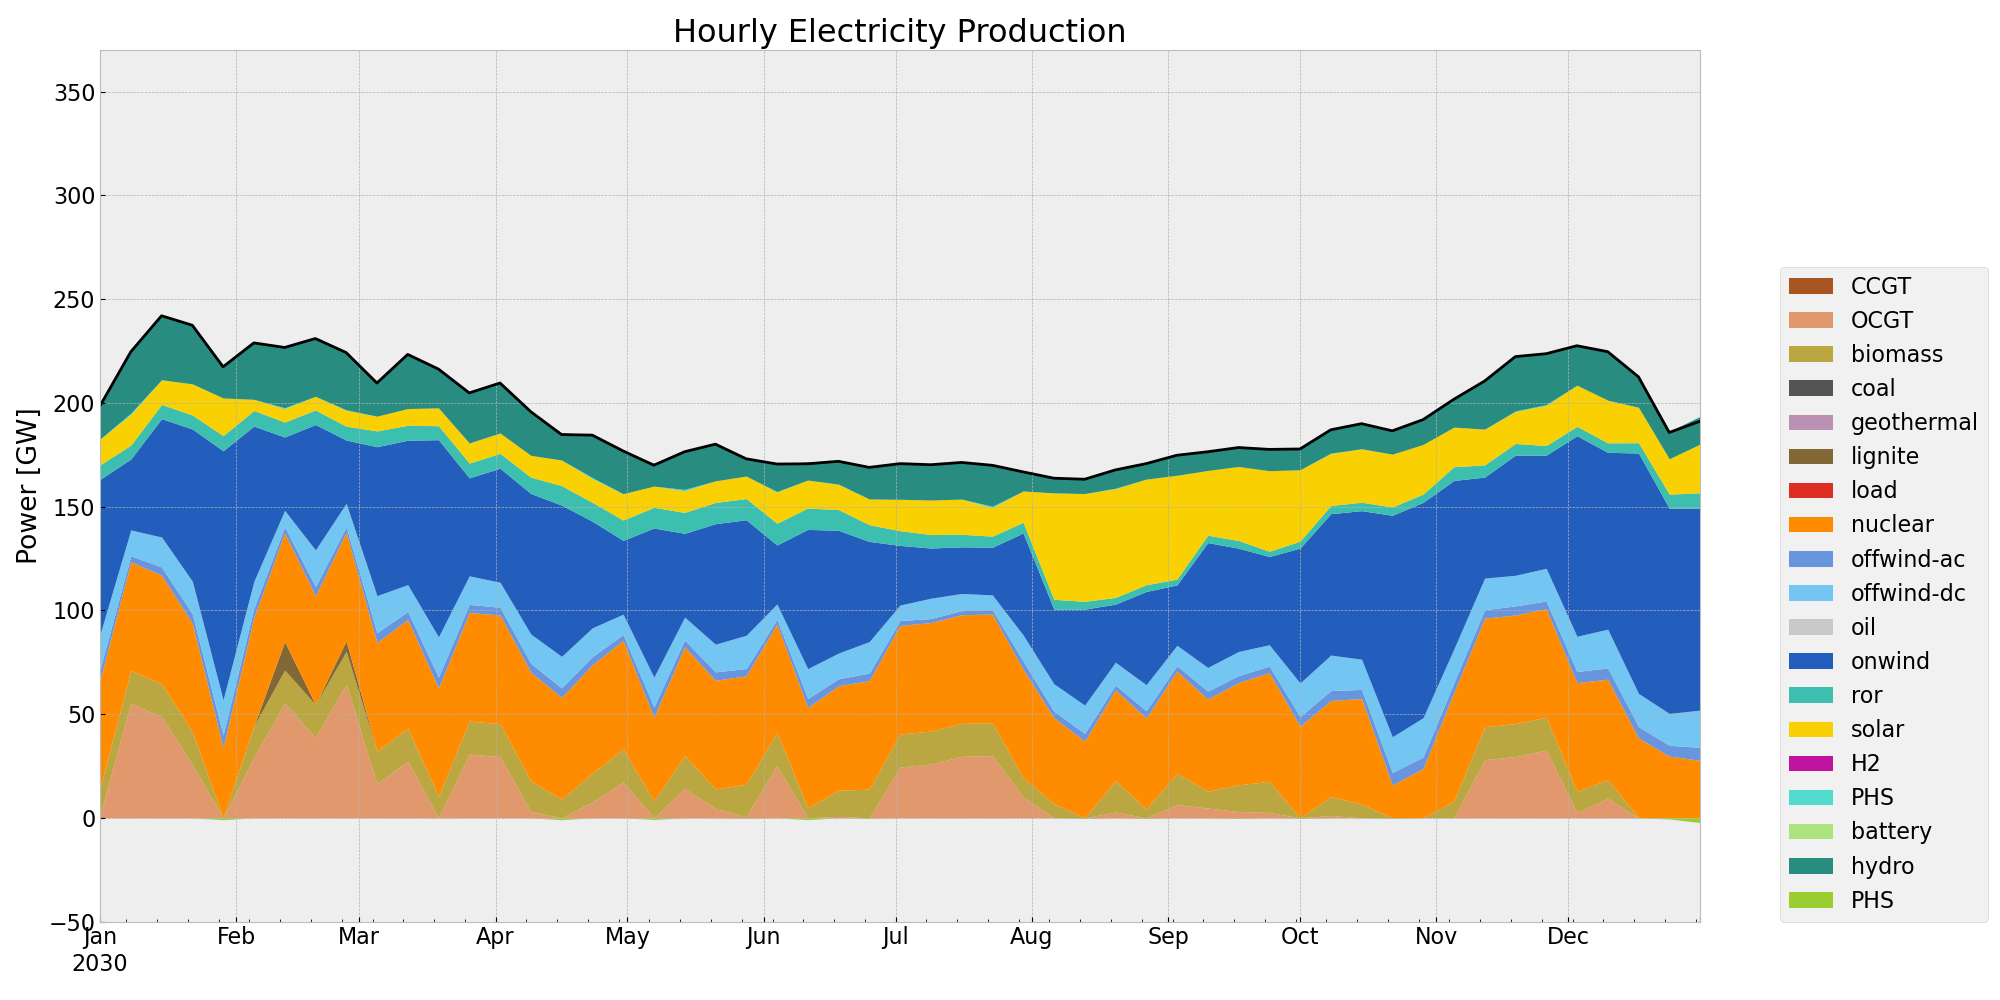 Hourly Electricity Production
Power [GW]
350
300
250
200
150
100
50
0
−50
Jan
2030
Feb
Mar
Apr
May
Jun
Jul
Aug
Sep
Oct
Nov
Dec
CCGT
OCGT
biomass
coal
geothermal
lignite
load
nuclear
offwind-ac
offwind-dc
oil
onwind
ror
solar
H2
PHS
battery
hydro
PHS